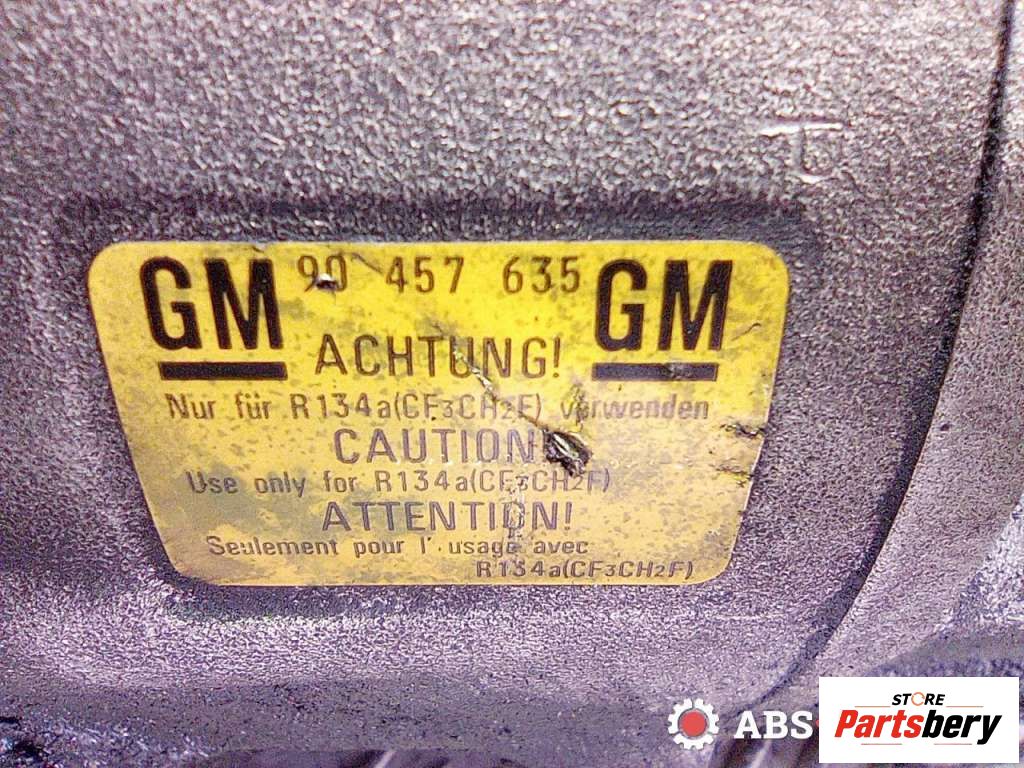 GM 90 457 635 GM
ACHTUNG!
Nur für R134a(CF3CH2F) verwenden
CAUTION!
Use only for R134a(CF3CH2F)
ATTENTION!
Seulement pour l'usage avec
R134a(CF3CH2F)
ABS
STORE
Partsbery